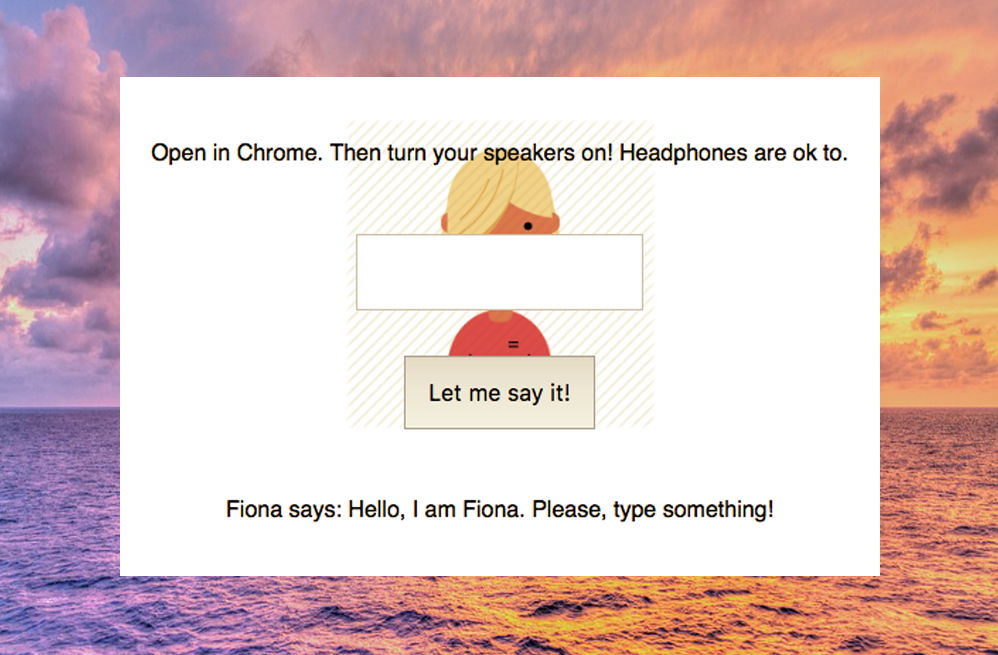 Open in Chrome. Then turn your speakers on! Headphones are ok to.
=
Let me say it!
Fiona says: Hello, I am Fiona. Please, type something!